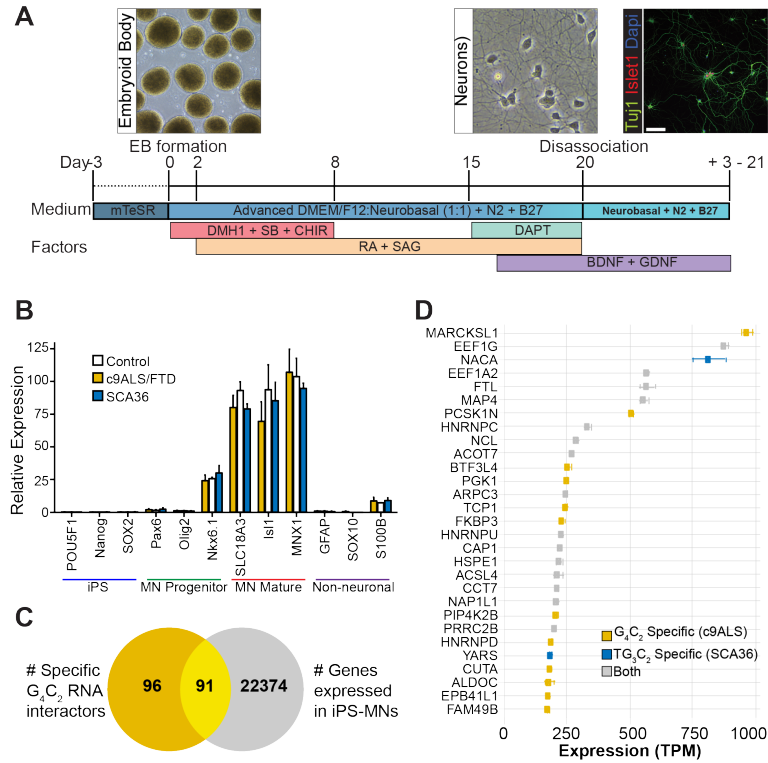 A
Embryoid Body
Neurons)
Tuj1 Islet1 Dapi
EB formation
Disassociation
Day
-3
0
2
8
15
20
+ 3 - 21
Medium
mTeSR
Advanced DMEM/F12:Neurobasal (1:1) + N2 + B27
Neurobasal + N2 + B27
Factors
DMH1 + SB + CHIR
DAPT
RA + SAG
BDNF + GDNF
B
Relative Expression
125
100
75
50
25
0
Control
c9ALS/FTD
SCA36
POU5F1
Nanog
SOX2
Pax6
Olig2
Nkx6.1
SLC18A3
Isl1
MNX1
GFAP
SOX10
S100B
iPS
MN Progenitor
MN Mature
Non-neuronal
C
# Specific
G4C2 RNA
interactors
96
91
22374
# Genes
expressed
in iPS-MNs
D
MARCKSL1
EEF1G
NACA
EEF1A2
FTL
MAP4
PCSK1N
HNRNPC
NCL
ACOT7
BTF3L4
PGK1
ARPC3
TCP1
FKBP3
HNRNPU
CAP1
HSPE1
ACSL4
CCT7
NAP1L1
PIP4K2B
PRRC2B
HNRNPD
YARS
CUTA
ALDOC
EPB41L1
FAM49B
G4C2 Specific (c9ALS)
TG3C2 Specific (SCA36)
Both
0
250
500
750
1000
Expression (TPM)